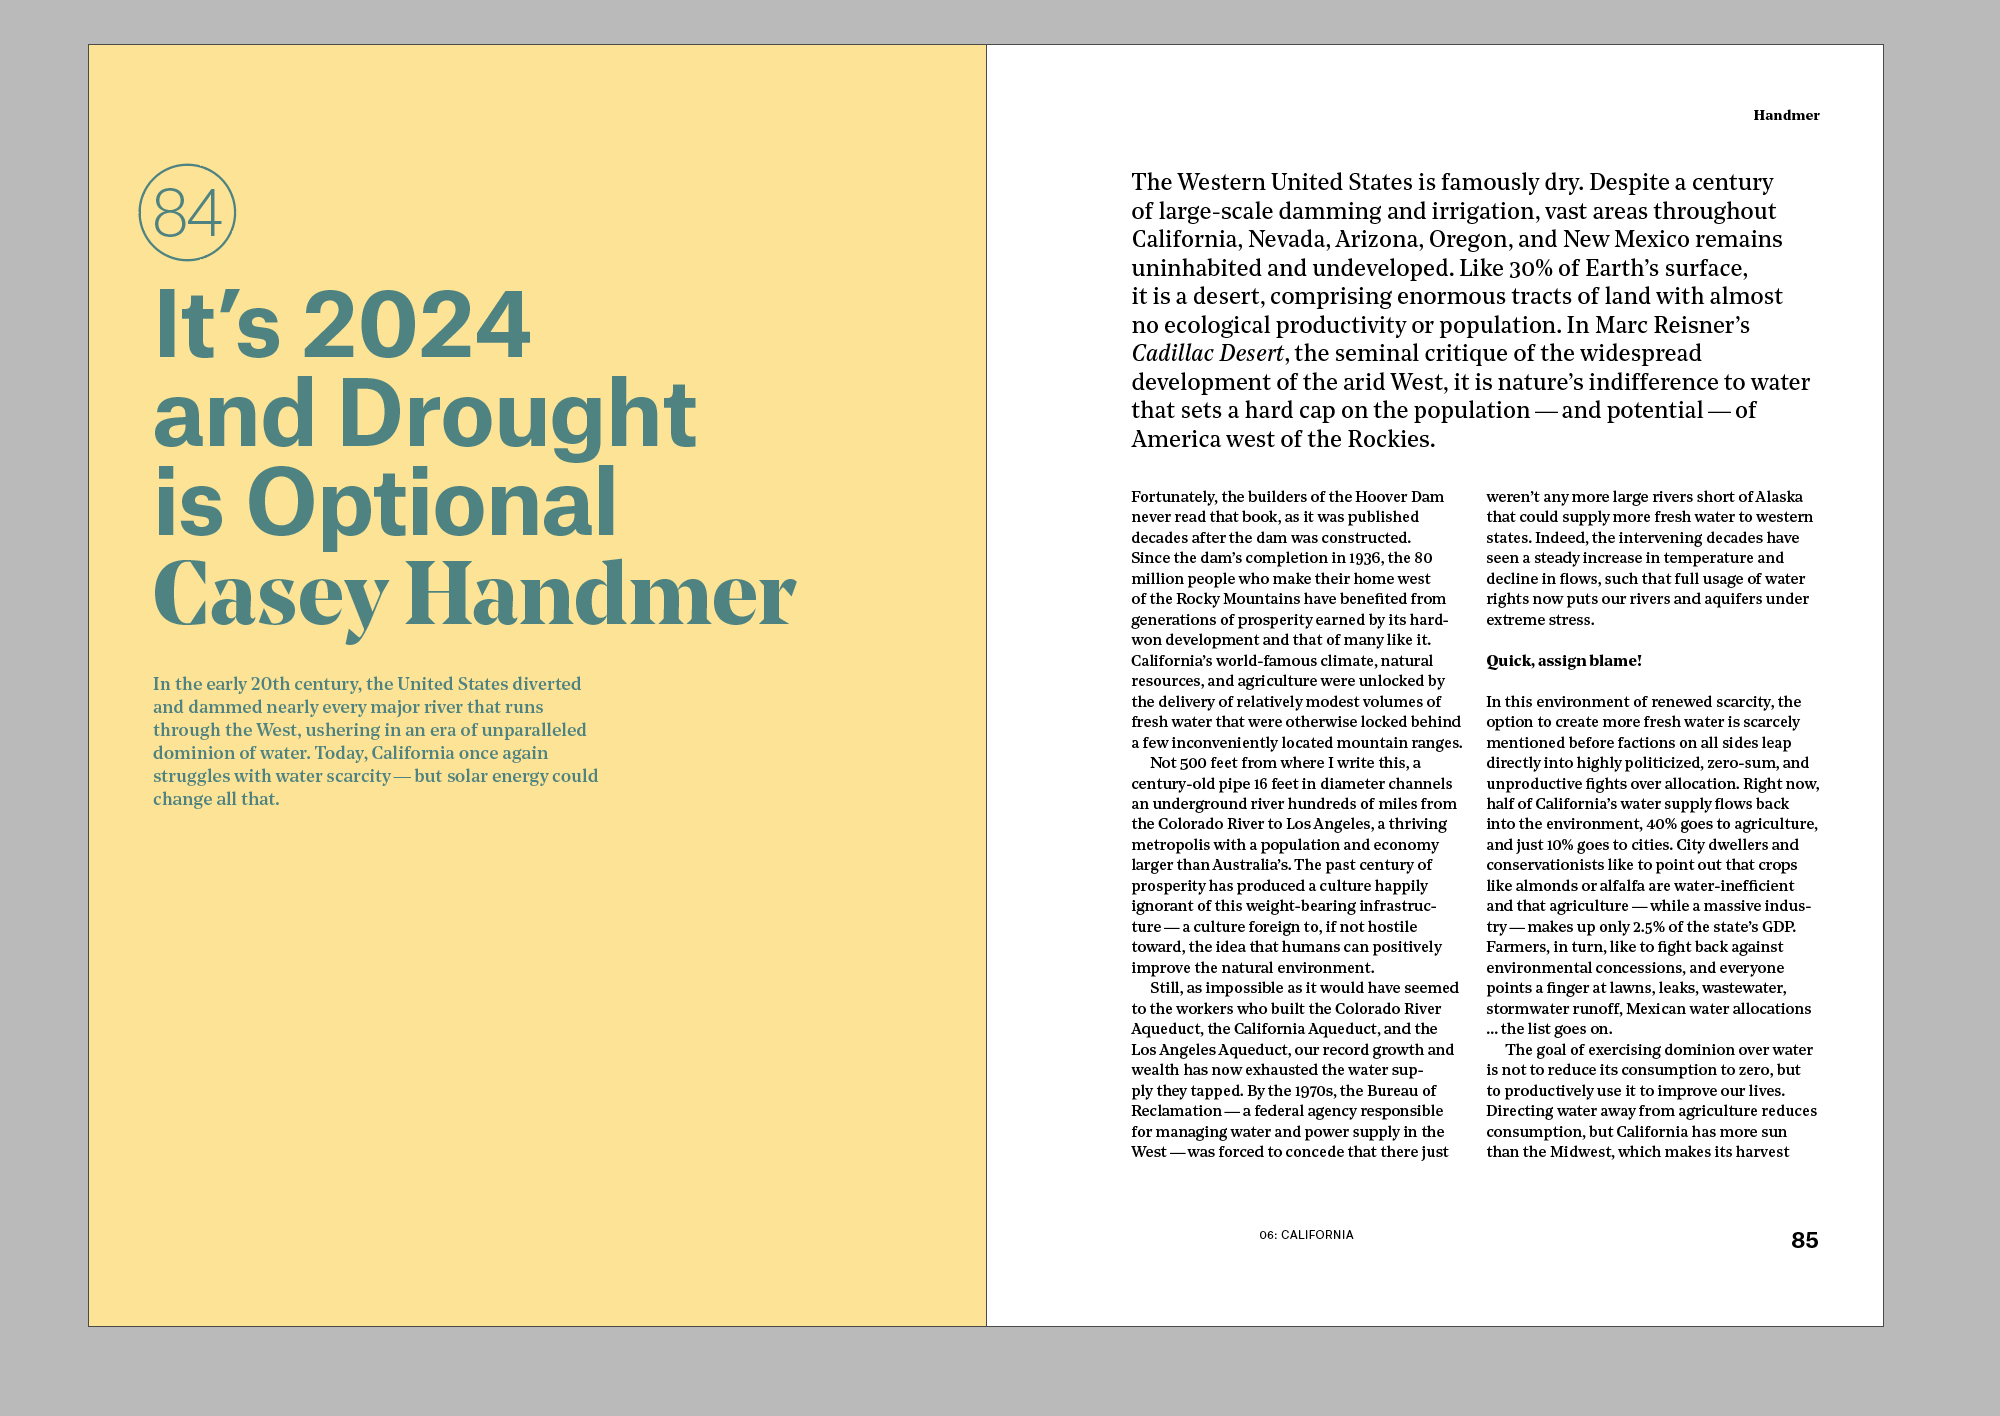 84
It’s 2024
and Drought
is Optional
Casey Handmer
In the early 20th century, the United States diverted
and dammed nearly every major river that runs
through the West, ushering in an era of unparalleled
dominion of water. Today, California once again
struggles with water scarcity — but solar energy could
change all that.
Handmer
The Western United States is famously dry. Despite a century
of large-scale damming and irrigation, vast areas throughout
California, Nevada, Arizona, Oregon, and New Mexico remains
uninhabited and undeveloped. Like 30% of Earth’s surface,
it is a desert, comprising enormous tracts of land with almost
no ecological productivity or population. In Marc Reisner’s
Cadillac Desert, the seminal critique of the widespread
development of the arid West, it is nature’s indifference to water
that sets a hard cap on the population — and potential — of
America west of the Rockies.
Fortunately, the builders of the Hoover Dam
never read that book, as it was published
decades after the dam was constructed.
Since the dam’s completion in 1936, the 80
million people who make their home west
of the Rocky Mountains have benefited from
generations of prosperity earned by its hard-
won development and that of many like it.
California’s world-famous climate, natural
resources, and agriculture were unlocked by
the delivery of relatively modest volumes of
fresh water that were otherwise locked behind
a few inconveniently located mountain ranges.
Not 500 feet from where I write this, a
century-old pipe 16 feet in diameter channels
an underground river hundreds of miles from
the Colorado River to Los Angeles, a thriving
metropolis with a population and economy
larger than Australia’s. The past century of
prosperity has produced a culture happily
ignorant of this weight-bearing infrastruc-
ture — a culture foreign to, if not hostile
toward, the idea that humans can positively
improve the natural environment.
Still, as impossible as it would have seemed
to the workers who built the Colorado River
Aqueduct, the California Aqueduct, and the
Los Angeles Aqueduct, our record growth and
wealth has now exhausted the water sup-
ply they tapped. By the 1970s, the Bureau of
Reclamation — a federal agency responsible
for managing water and power supply in the
West — was forced to concede that there just
weren’t any more large rivers short of Alaska
that could supply more fresh water to western
states. Indeed, the intervening decades have
seen a steady increase in temperature and
decline in flows, such that full usage of water
rights now puts our rivers and aquifers under
extreme stress.
Quick, assign blame!
In this environment of renewed scarcity, the
option to create more fresh water is scarcely
mentioned before factions on all sides leap
directly into highly politicized, zero-sum, and
unproductive fights over allocation. Right now,
half of California’s water supply flows back
into the environment, 40% goes to agriculture,
and just 10% goes to cities. City dwellers and
conservationists like to point out that crops
like almonds or alfalfa are water-inefficient
and that agriculture — while a massive indus-
try — makes up only 2.5% of the state’s GDP.
Farmers, in turn, like to fight back against
environmental concessions, and everyone
points a finger at lawns, leaks, wastewater,
stormwater runoff, Mexican water allocations
... the list goes on.
The goal of exercising dominion over water
is not to reduce its consumption to zero, but
to productively use it to improve our lives.
Directing water away from agriculture reduces
consumption, but California has more sun
than the Midwest, which makes its harvest
06: CALIFORNIA
85